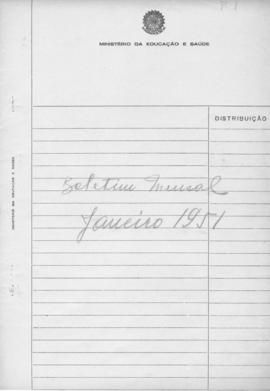 MINISTÉRIO DA EDUCAÇÃO E SAÚDE
DISTRIBUIÇÃO
Boletim Mensal
Janeiro 1951